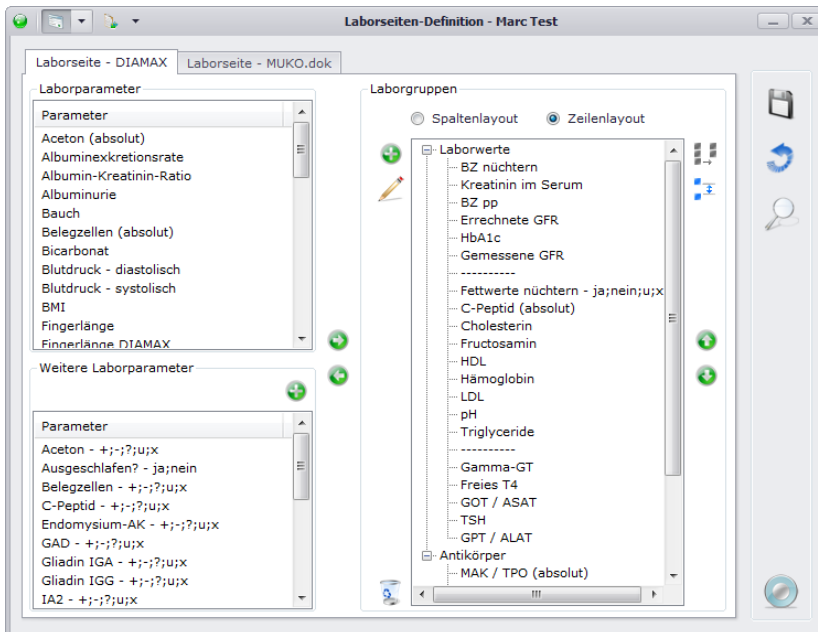 Laborseiten-Definition - Marc Test
Laborseite - DIAMAX
Laborseite - MUKO.dok
Laborparameter
Parameter
Aceton (absolut)
Albuminexkretionsrate
Albumin-Kreatinin-Ratio
Albuminurie
Bauch
Belegzellen (absolut)
Bicarbonat
Blutdruck - diastolisch
Blutdruck - systolisch
BMI
Fingerlänge
Fingerlänge DIAMAX
Weitere Laborparameter
Parameter
Aceton - +;-;?;u;x
Ausgeschlafen? - ja;nein
Belegzellen - +;-;?;u;x
C-Peptid - +;-;?;u;x
Endomysium-AK - +;-;?;u;x
GAD - +;-;?;u;x
Gliadin IGA - +;-;?;u;x
Gliadin IGG - +;-;?;u;x
IA2 - +;-;?;u;x
Laborgruppen
Spaltenlayout
Zeilenlayout
Laborwerte
BZ nüchtern
Kreatinin im Serum
BZ pp
Errechnete GFR
HbA1c
Gemessene GFR
----------
Fettwerte nüchtern - ja;nein;u;x
C-Peptid (absolut)
Cholesterin
Fructosamin
HDL
Hämoglobin
LDL
pH
Triglyceride
----------
Gamma-GT
Freies T4
GOT / ASAT
TSH
GPT / ALAT
Antikörper
MAK / TPO (absolut)